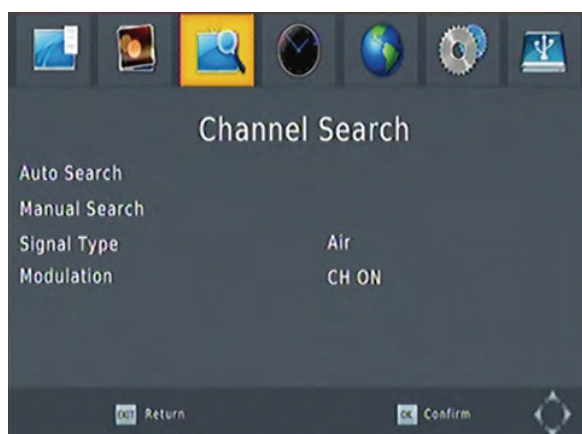 Channel Search
Auto Search
Manual Search
Signal Type Air
Modulation CH ON
EXIT Return OK Confirm